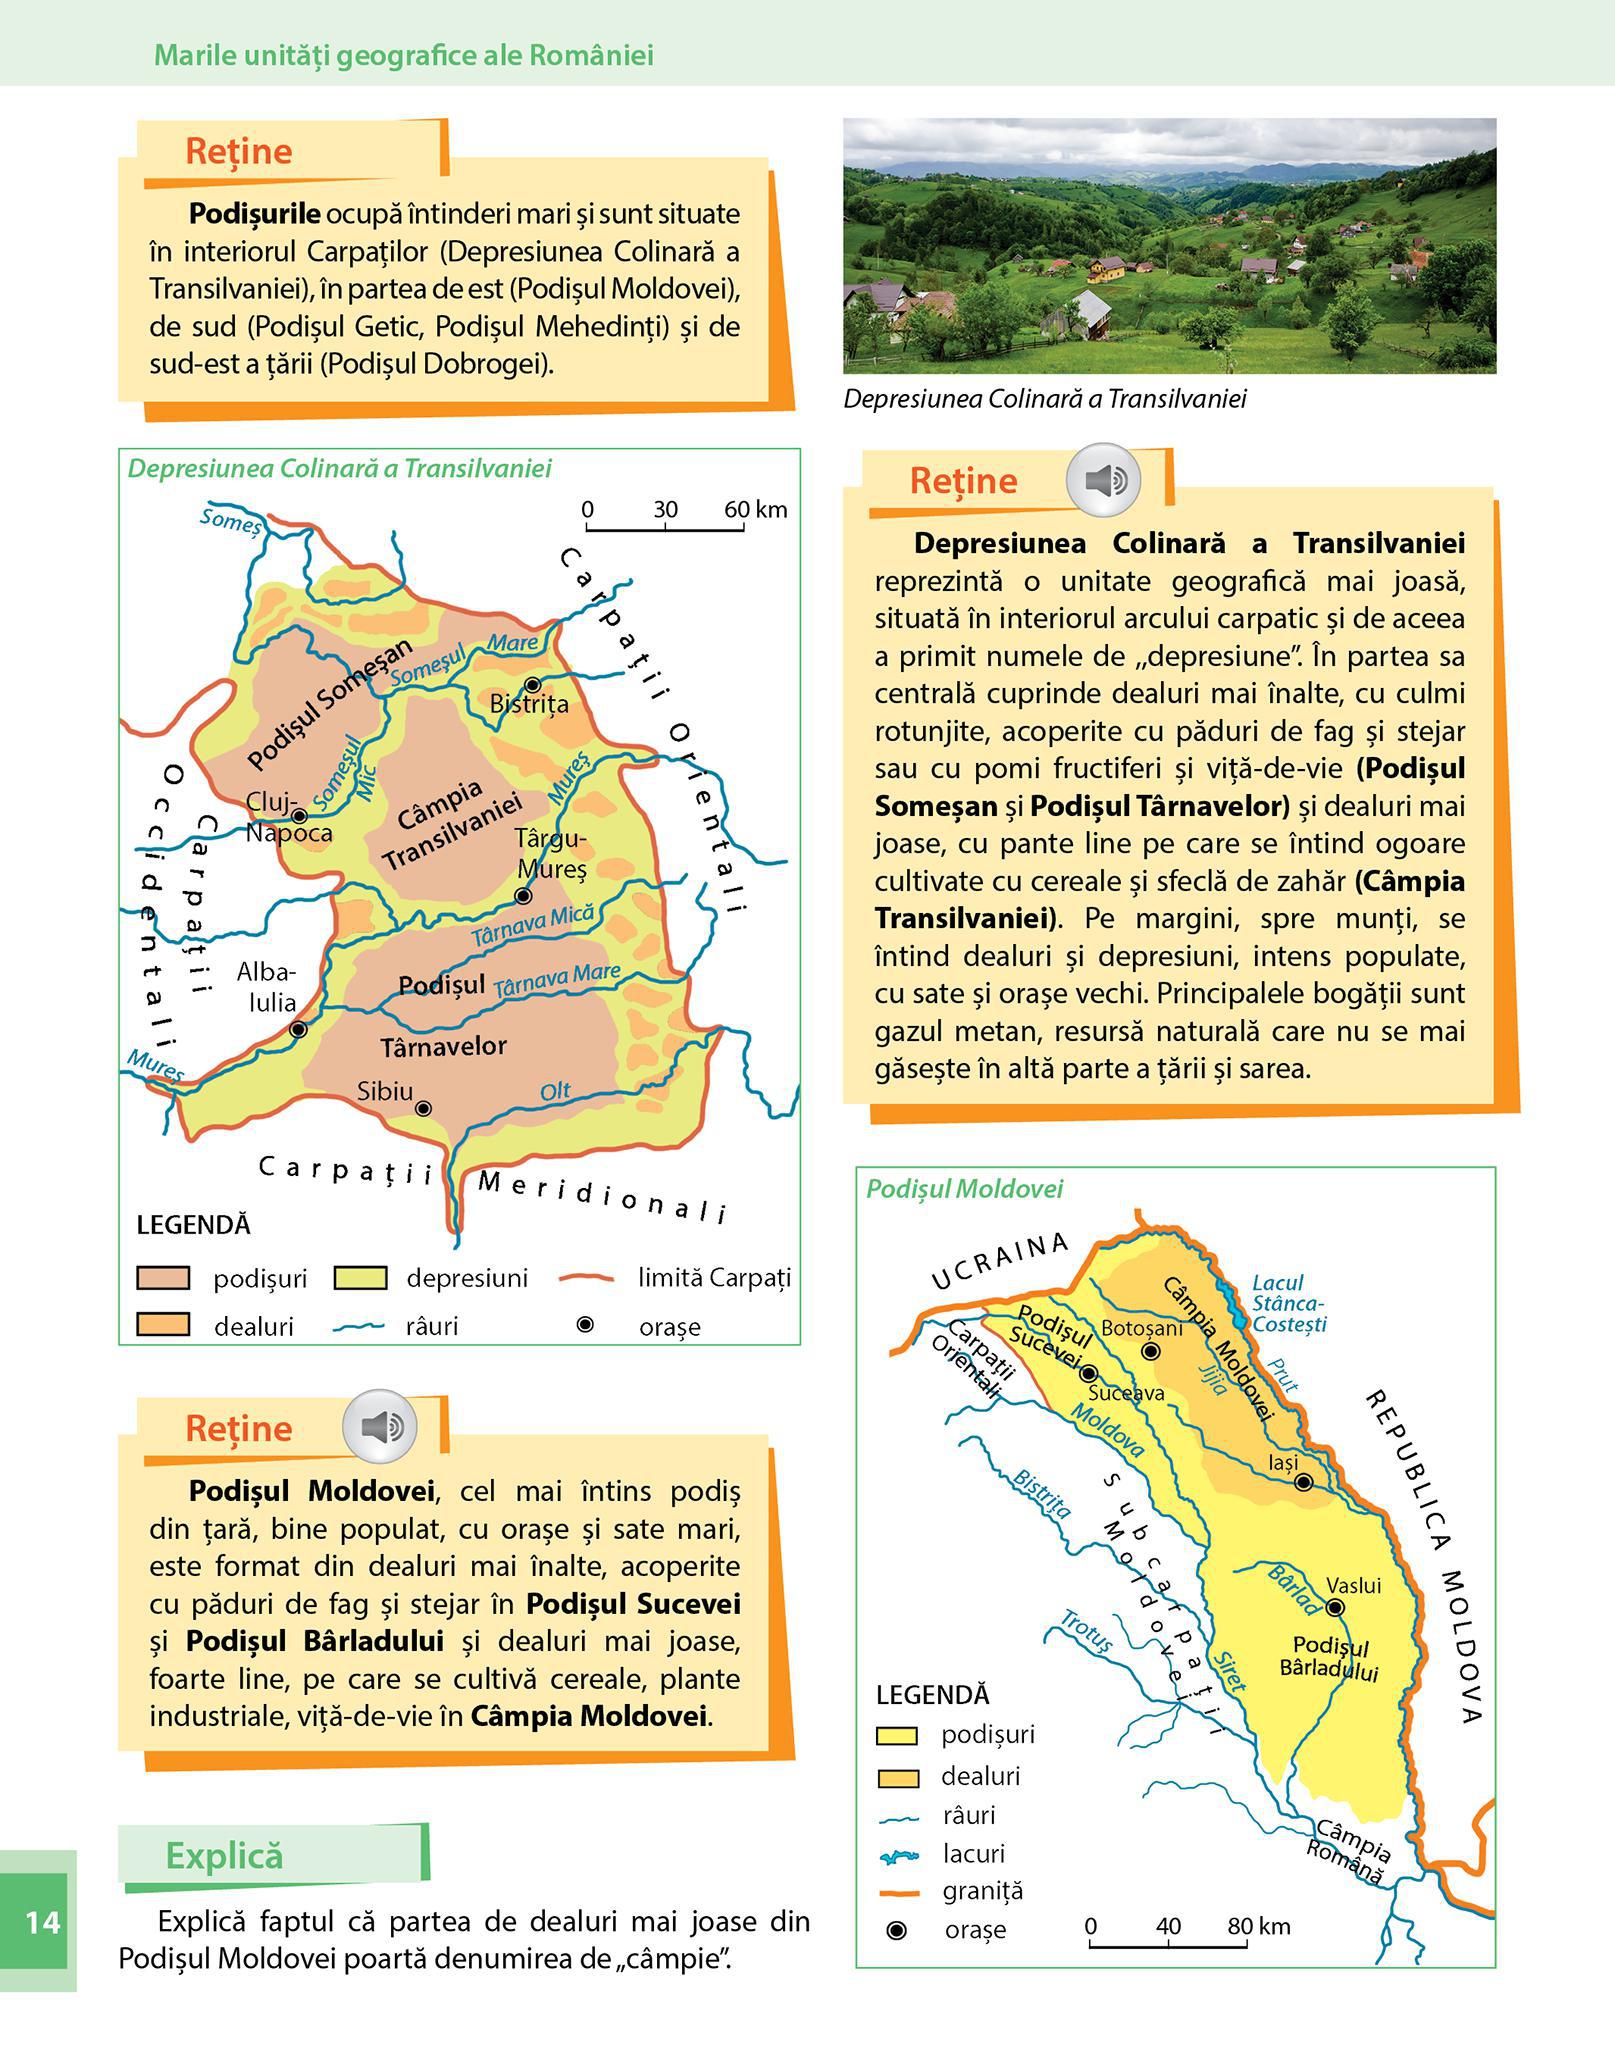 Marile unități geografice ale României
Reține
Podișurile ocupă întinderi mari și sunt situate
în interiorul Carpaților (Depresiunea Colinară a
Transilvaniei), în partea de est (Podișul Moldovei),
de sud (Podișul Getic, Podișul Mehedinți) și de
sud-est a țării (Podișul Dobrogei).
Depresiunea Colinară a Transilvaniei
Depresiunea Colinară a Transilvaniei
0 30 60 km
Someș
Carpații Orientali
Podișul Someșan
Someșul Mare
Bistrița
Someșul
Mic
Mureș
Câmpia
Transilvaniei
Cluj-
Napoca
Târgu-
Mureș
Carpații
Occidentali
Târnava Mică
Alba-
Iulia
Podișul
Târnava Mare
Târnavelor
Mureș
Sibiu
Olt
Carpații Meridionali
LEGENDĂ
podișuri
depresiuni
limită Carpați
dealuri
râuri
orașe
Reține
Depresiunea Colinară a Transilvaniei
reprezintă o unitate geografică mai joasă,
situată în interiorul arcului carpatic și de aceea
a primit numele de „depresiune”. În partea sa
centrală cuprinde dealuri mai înalte, cu culmi
rotunjite, acoperite cu păduri de fag și stejar
sau cu pomi fructiferi și viță-de-vie (Podișul
Someșan și Podișul Târnavelor) și dealuri mai
joase, cu pante line pe care se întind ogoare
cultivate cu cereale și sfeclă de zahăr (Câmpia
Transilvaniei). Pe margini, spre munți, se
întind dealuri și depresiuni, intens populate,
cu sate și orașe vechi. Principalele bogății sunt
gazul metan, resursă naturală care nu se mai
găsește în altă parte a țării și sarea.
Reține
Podișul Moldovei, cel mai întins podiș
din țară, bine populat, cu orașe și sate mari,
este format din dealuri mai înalte, acoperite
cu păduri de fag și stejar în Podișul Sucevei
și Podișul Bârladului și dealuri mai joase,
foarte line, pe care se cultivă cereale, plante
industriale, viță-de-vie în Câmpia Moldovei.
Explică
Explică faptul că partea de dealuri mai joase din
Podișul Moldovei poartă denumirea de „câmpie”.
14
Podișul Moldovei
UCRAINA
Lacul
Stânca-
Costești
Câmpia Moldovei
Podișul
Sucevei
Botoșani
Carpații
Orientali
Jijia
Prut
Suceava
Moldova
REPUBLICA MOLDOVA
Iași
Bistrița
Subcarpații
Moldovei
Bârlad
Vaslui
Trotuș
Siret
Podișul
Bârladului
LEGENDĂ
podișuri
dealuri
râuri
lacuri
graniță
orașe
Câmpia
Română
0 40 80 km